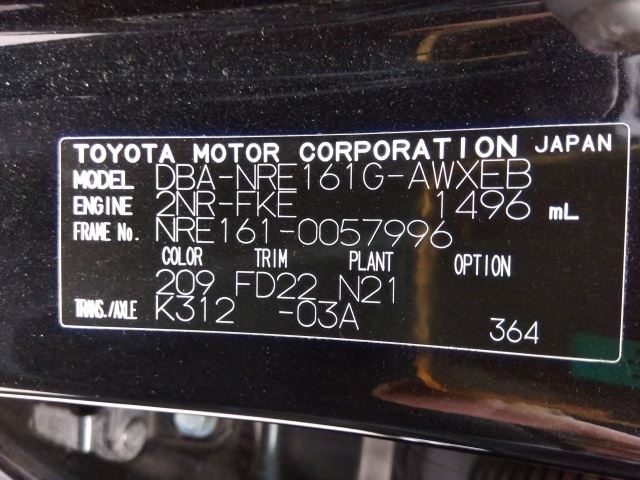 TOYOTA MOTOR CORPORATION JAPAN
MODEL DBA-NRE161G-AWXEB
ENGINE 2NR-FKE 1496 mL
FRAME No. NRE161-0057996
COLOR TRIM PLANT OPTION
209 FD22 N21
TRANS./AXLE K312 -03A
364